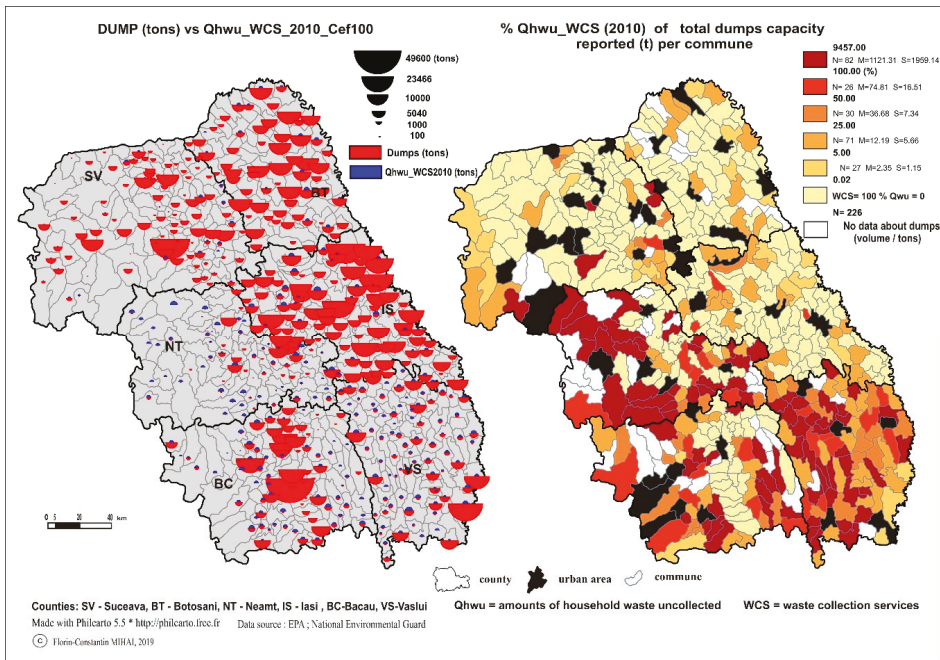 DUMP (tons) vs Qhwu_WCS_2010_Cef100
49600 (tons)
23466
10000
5040
1000
100
Dumps (tons)
Qhwu_WCS2010 (tons)
SV
BT
IS
NT
BC
VS
0 5 20 40
km
% Qhwu_WCS (2010) of total dumps capacity
reported (t) per commune
9457.00
N= 82 M=1121.31 S=1959.14
100.00 (%)
N= 26 M=74.81 S=16.51
50.00
N= 30 M=36.68 S=7.34
25.00
N= 71 M=12.19 S=5.66
5.00
N= 27 M=2.35 S=1.15
0.02
WCS= 100 % Qwu = 0
N= 226
No data about dumps
(volume / tons)
county
urban area
commune
Counties: SV - Suceava, BT - Botosani, NT - Neamt, IS - Iasi , BC-Bacau, VS-Vaslui
Qhwu = amounts of household waste uncollected
WCS = waste collection services
Made with Philcarto 5.5 * http://philcarto.free.fr
Data source : EPA ; National Environmental Guard
© Florin-Constantin MIHAI, 2019